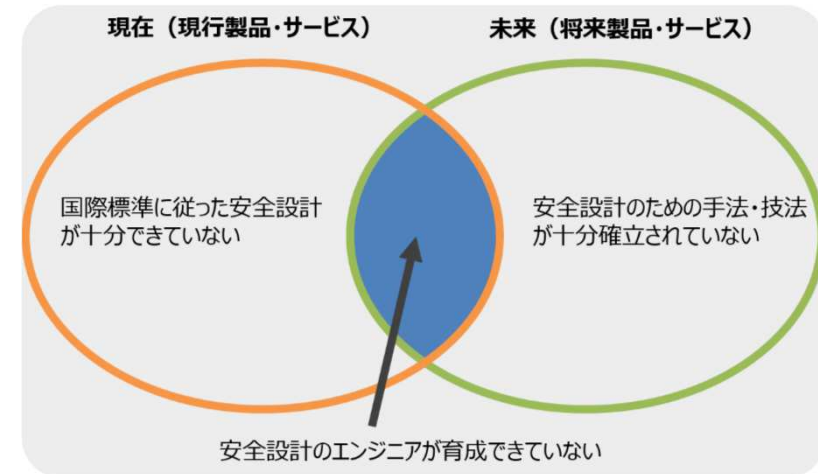 現在（現行製品･サービス）
未来（将来製品･サービス）
国際標準に従った安全設計
が十分できていない
安全設計のための手法・技法
が十分確立されていない
安全設計のエンジニアが育成できていない